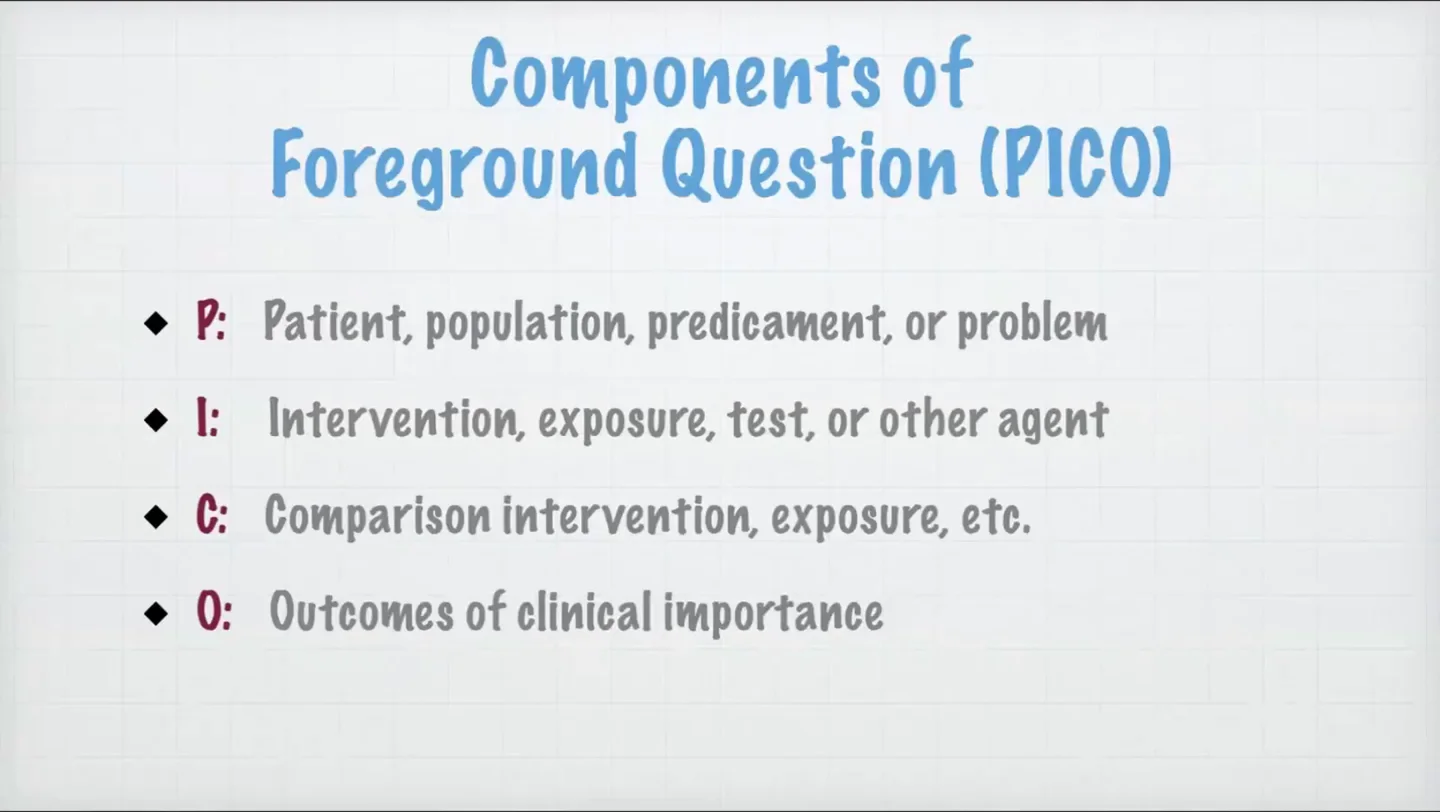 Components of
Foreground Question (PICO)
◆ P: Patient, population, predicament, or problem
◆ I: Intervention, exposure, test, or other agent
◆ C: Comparison intervention, exposure, etc.
◆ O: Outcomes of clinical importance